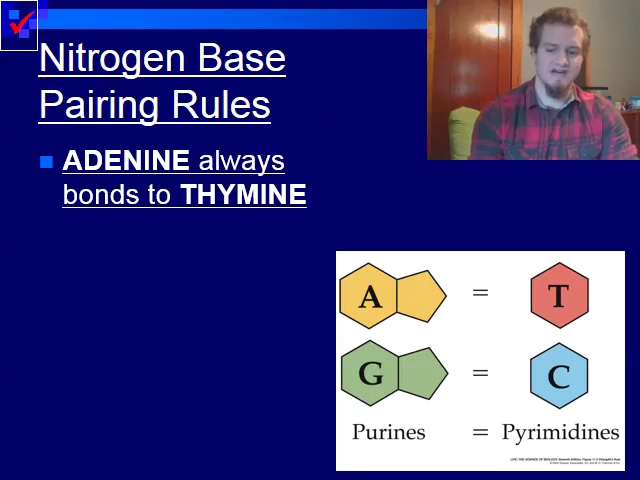 Nitrogen Base
Pairing Rules
ADENINE always
bonds to THYMINE
A = T
G = C
Purines = Pyrimidines